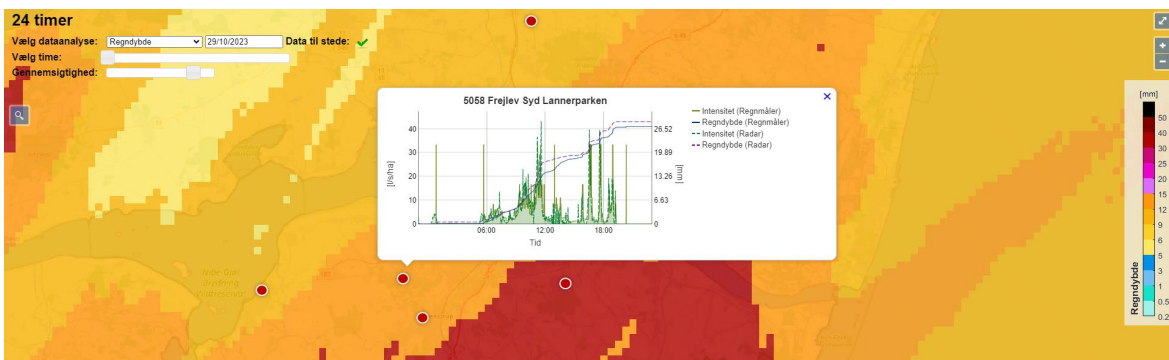 24 timer
Vælg dataanalyse: Regndybde 29/10/2023 Data til stede:
Vælg time:
Gennemsigtighed:
5058 Frejlev Syd Lannerparken
Intensitet (Regnmåler)
Regndybde (Regnmåler)
Intensitet (Radar)
Regndybde (Radar)
[l/s/ha]
40
30
20
10
0
26.52
19.89
13.26
6.63
0
[mm]
06:00 12:00 18:00
Tid
+
−
[mm]
50
40
30
25
20
15
12
9
6
5
3
1
0.5
0.2
Regndybde